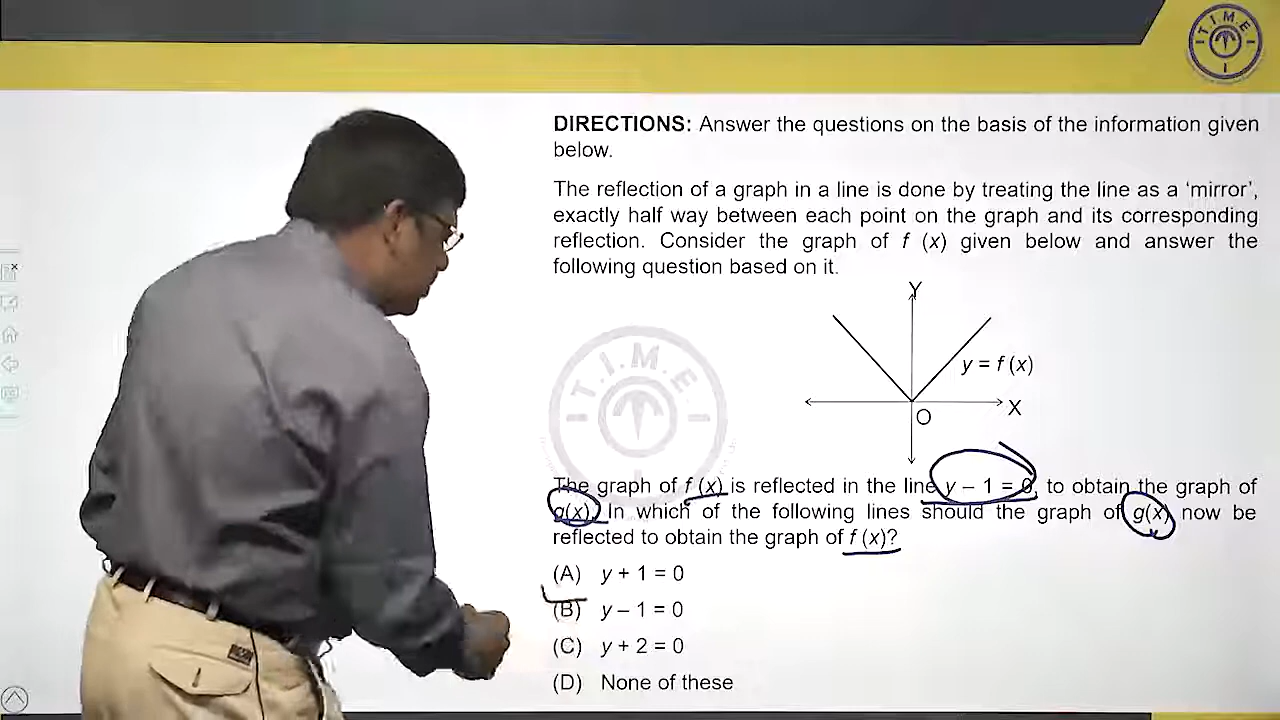 T.I.M.E
DIRECTIONS: Answer the questions on the basis of the information given
below.
The reflection of a graph in a line is done by treating the line as a ‘mirror’,
exactly half way between each point on the graph and its corresponding
reflection. Consider the graph of f (x) given below and answer the
following question based on it.
Y
y = f (x)
X
O
T.I.M.E
The graph of f (x) is reflected in the line y – 1 = 0, to obtain the graph of
g(x). In which of the following lines should the graph of g(x) now be
reflected to obtain the graph of f (x)?
(A) y + 1 = 0
(B) y – 1 = 0
(C) y + 2 = 0
(D) None of these